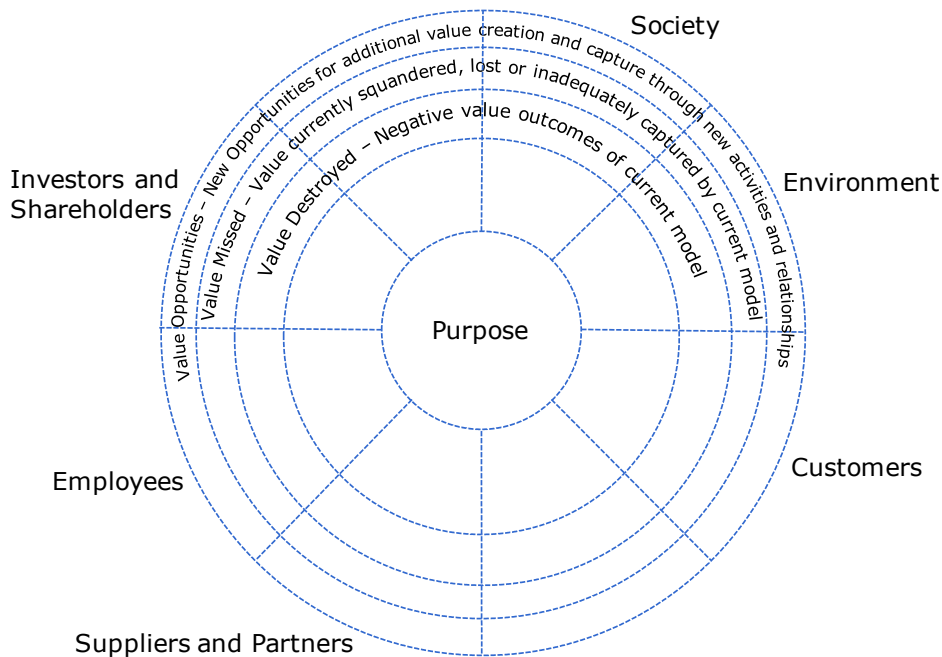 Society
Value Opportunities – New Opportunities for additional value creation and capture through new activities and relationships
Value Missed – Value currently squandered, lost or inadequately captured by current model
Value Destroyed – Negative value outcomes of current model
Investors and
Shareholders
Environment
Purpose
Employees
Customers
Suppliers and Partners